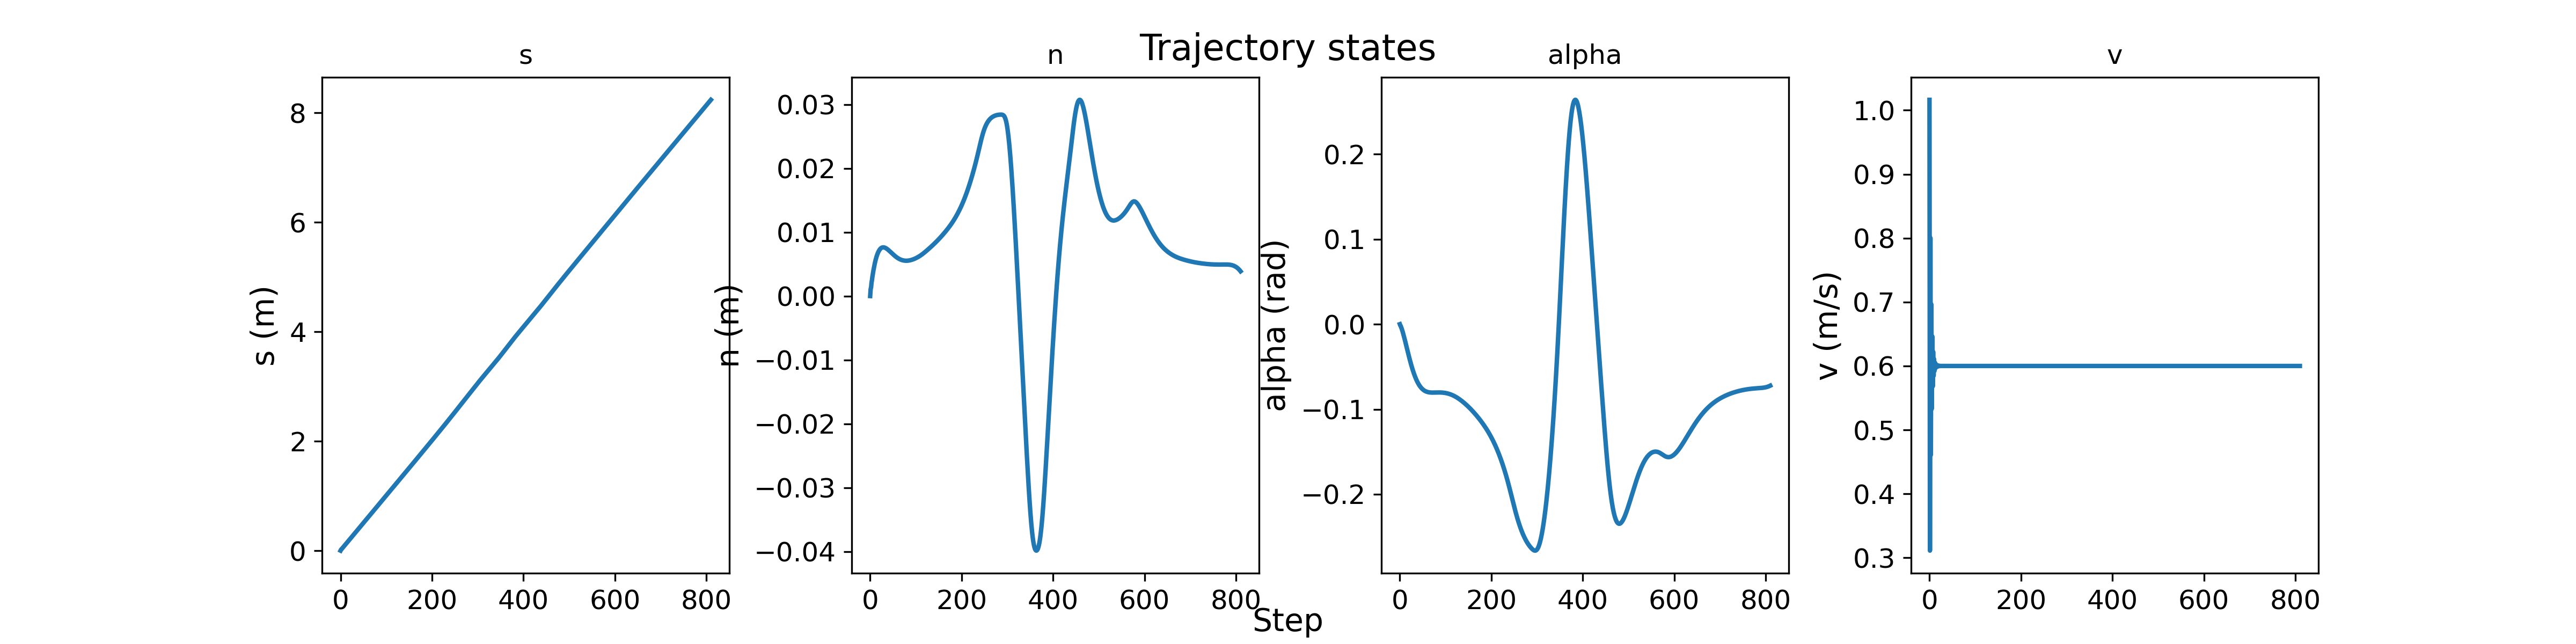 Trajectory states
s
n
alpha
v
s (m)
8
6
4
2
0
0 200 400 600 800
n (m)
0.03
0.02
0.01
0.00
−0.01
−0.02
−0.03
−0.04
0 200 400 600 800
alpha (rad)
0.2
0.1
0.0
−0.1
−0.2
0 200 400 600 800
v (m/s)
1.0
0.9
0.8
0.7
0.6
0.5
0.4
0.3
0 200 400 600 800
Step